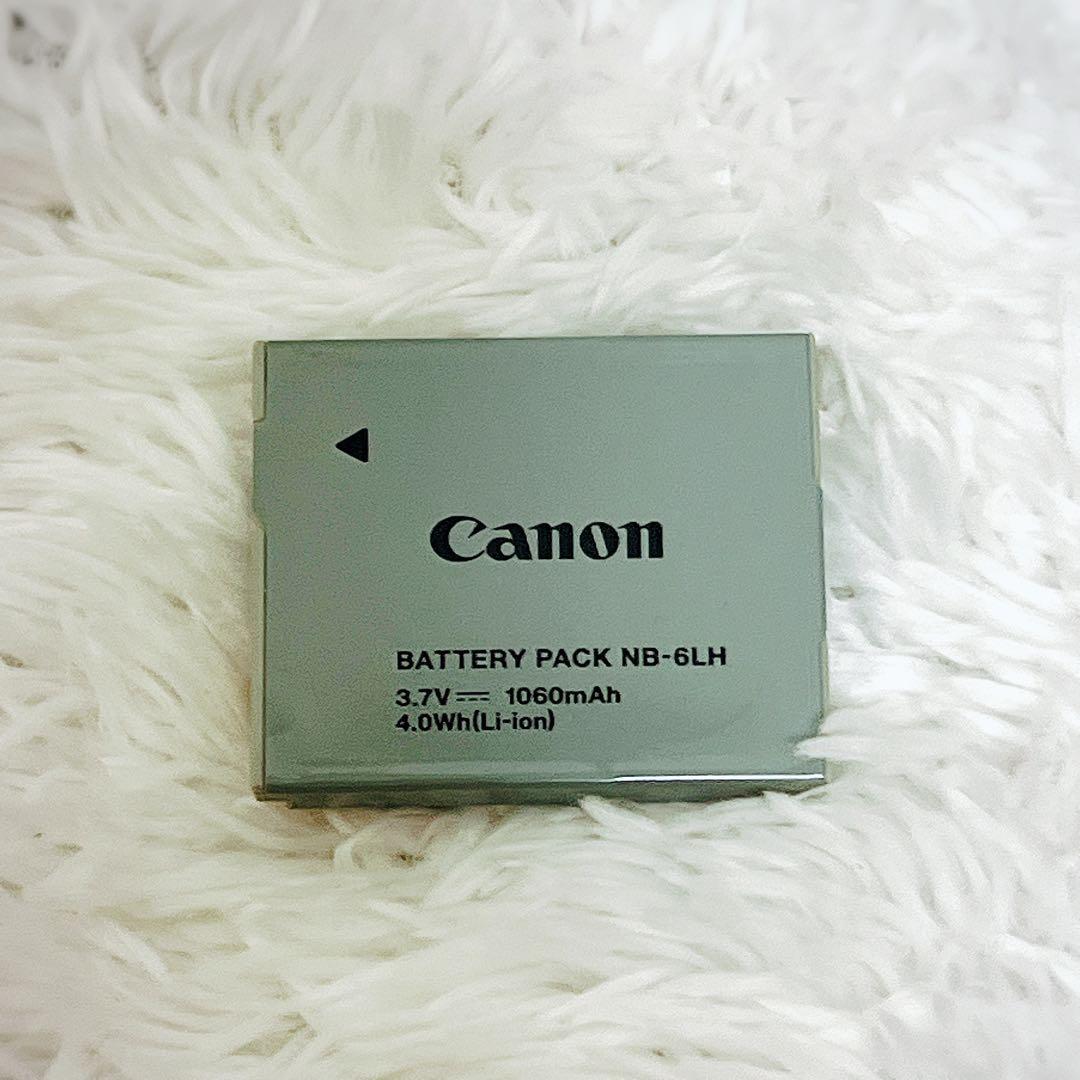 Canon
BATTERY PACK NB-6LH
3.7V⎓ 1060mAh
4.0Wh(Li-ion)